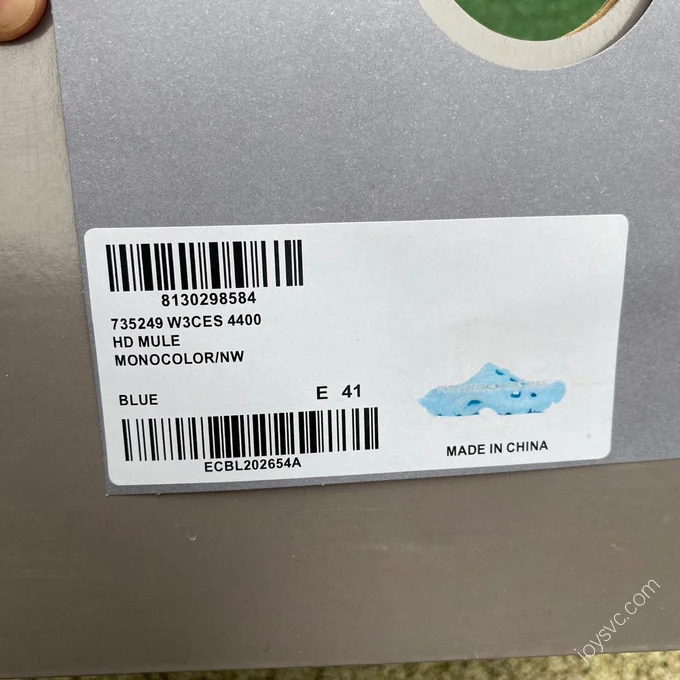 8130298584
735249 W3CES 4400
HD MULE
MONOCOLOR/NW
BLUE E 41
ECBL202654A
MADE IN CHINA
joysvc.com